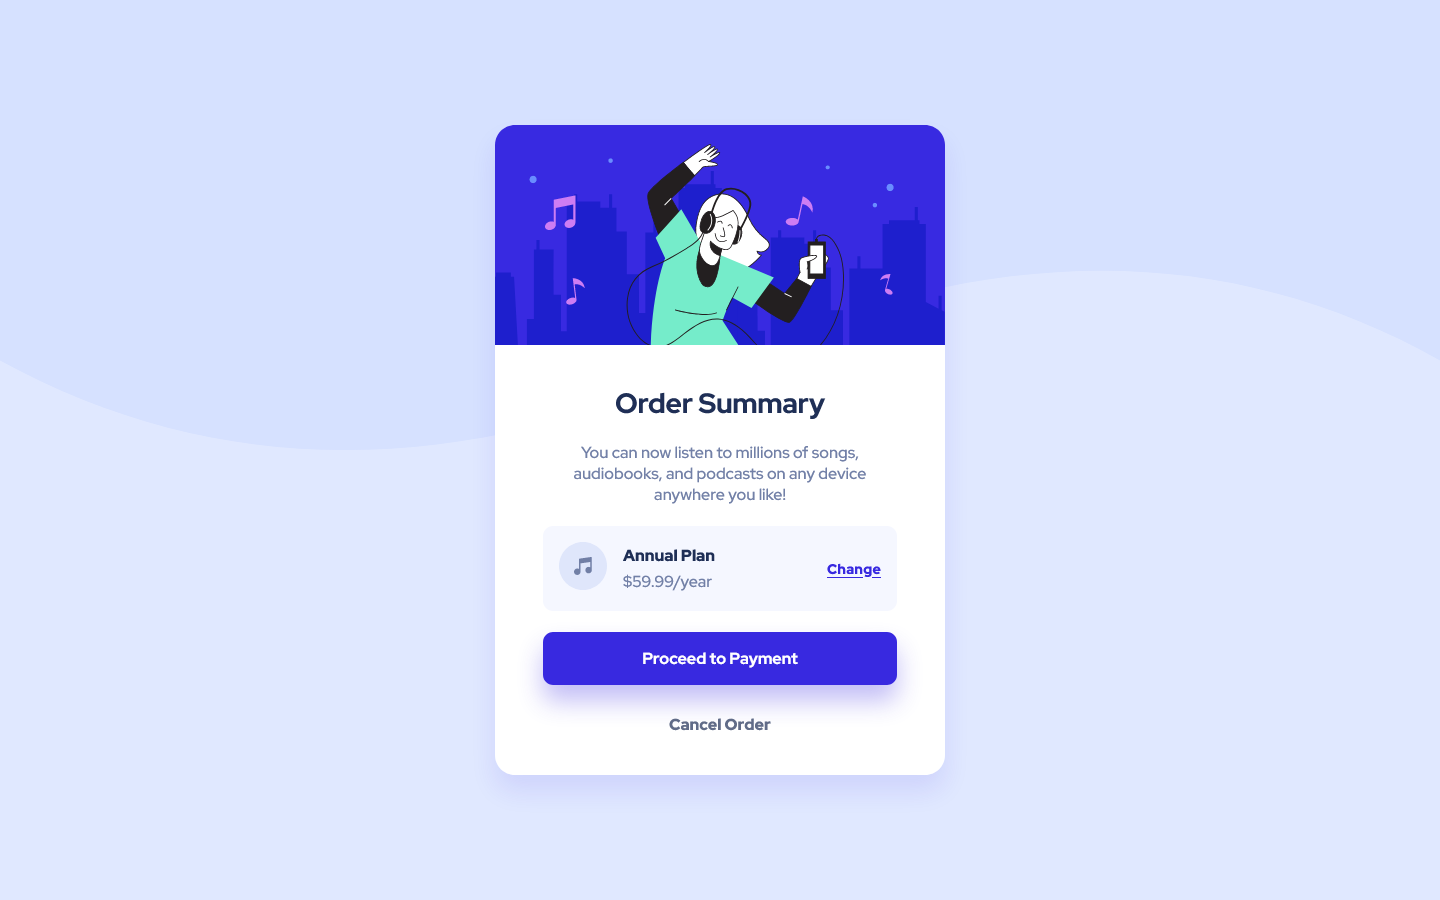 Order Summary
You can now listen to millions of songs,
audiobooks, and podcasts on any device
anywhere you like!
Annual Plan
$59.99/year
Change
Proceed to Payment
Cancel Order